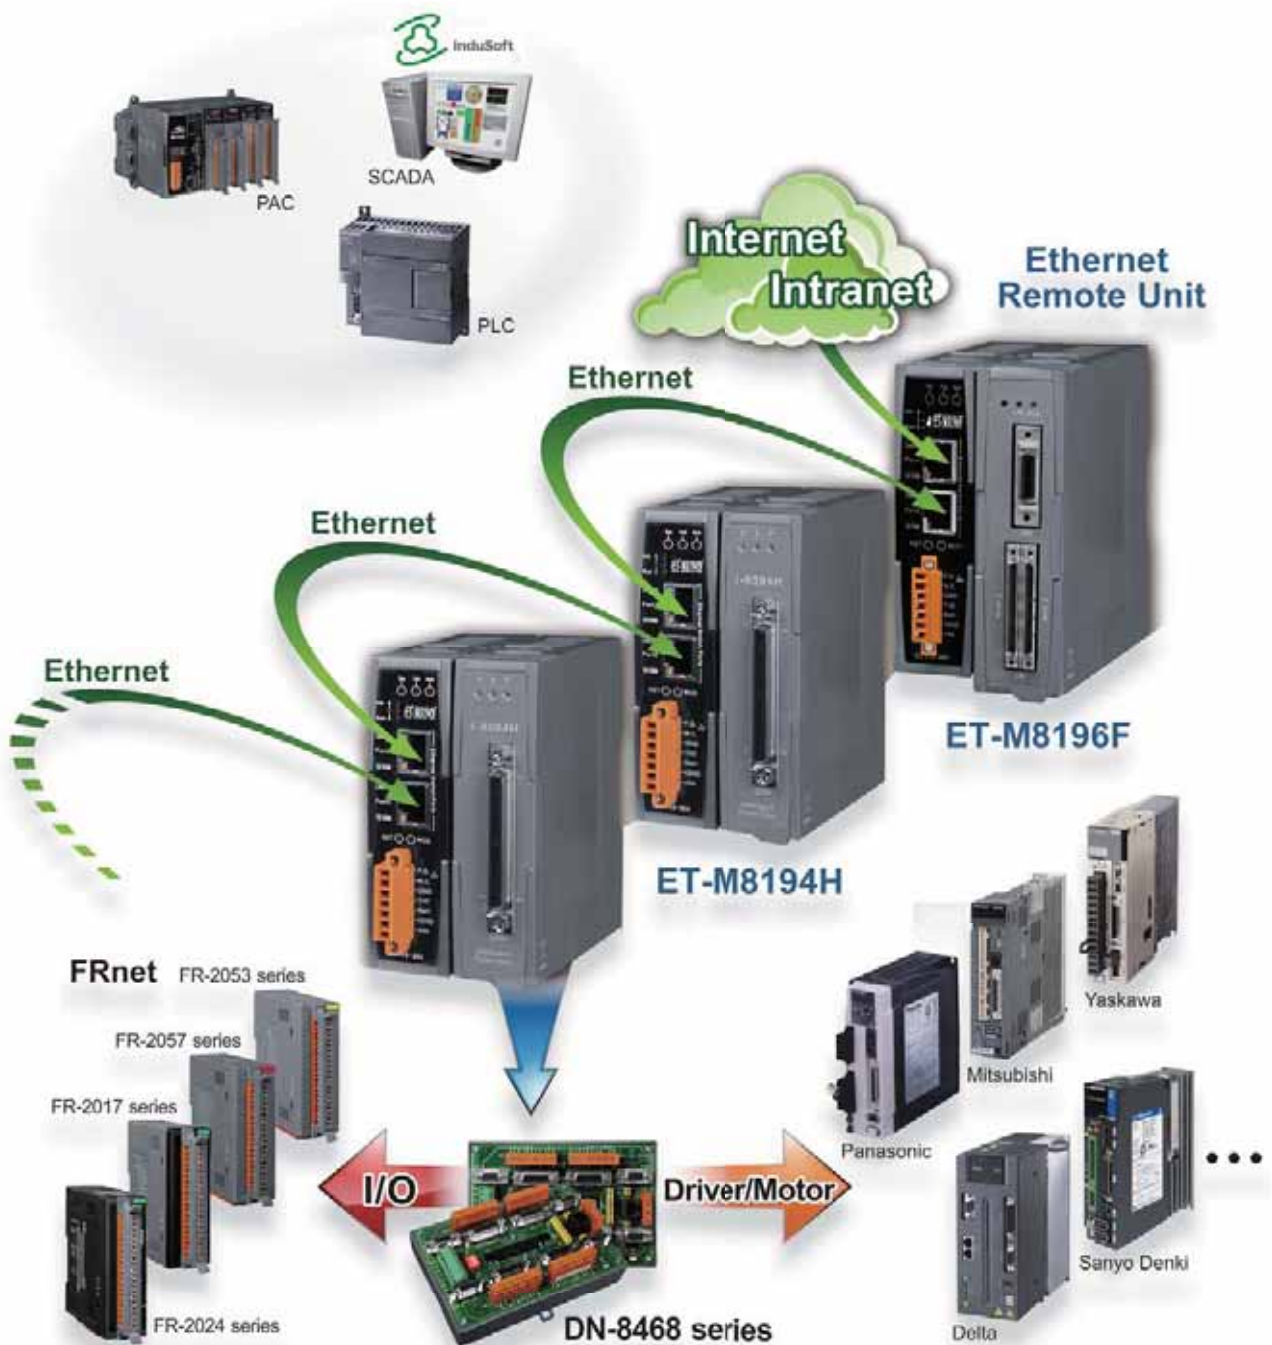 InduSoft
SCADA
PAC
PLC
Internet
Intranet
Ethernet
Remote Unit
Ethernet
Ethernet
Ethernet
ET-M8196F
ET-M8194H
FRnet
FR-2053 series
FR-2057 series
FR-2017 series
FR-2024 series
I/O
Driver/Motor
DN-8468 series
Yaskawa
Mitsubishi
Panasonic
Sanyo Denki
Delta